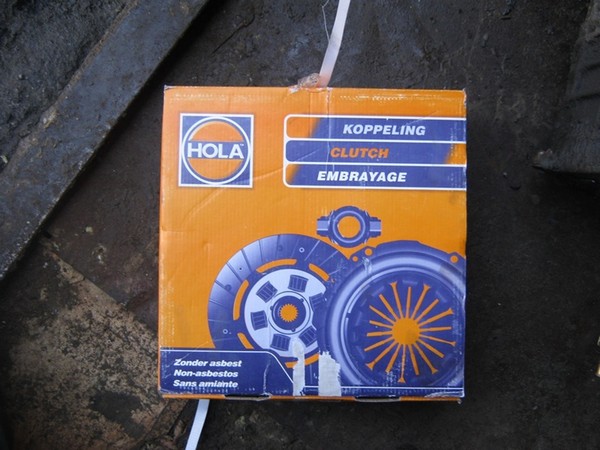 HOLA
KOPPELING
CLUTCH
EMBRAYAGE
Zonder asbest
Non-asbestos
Sans amiante